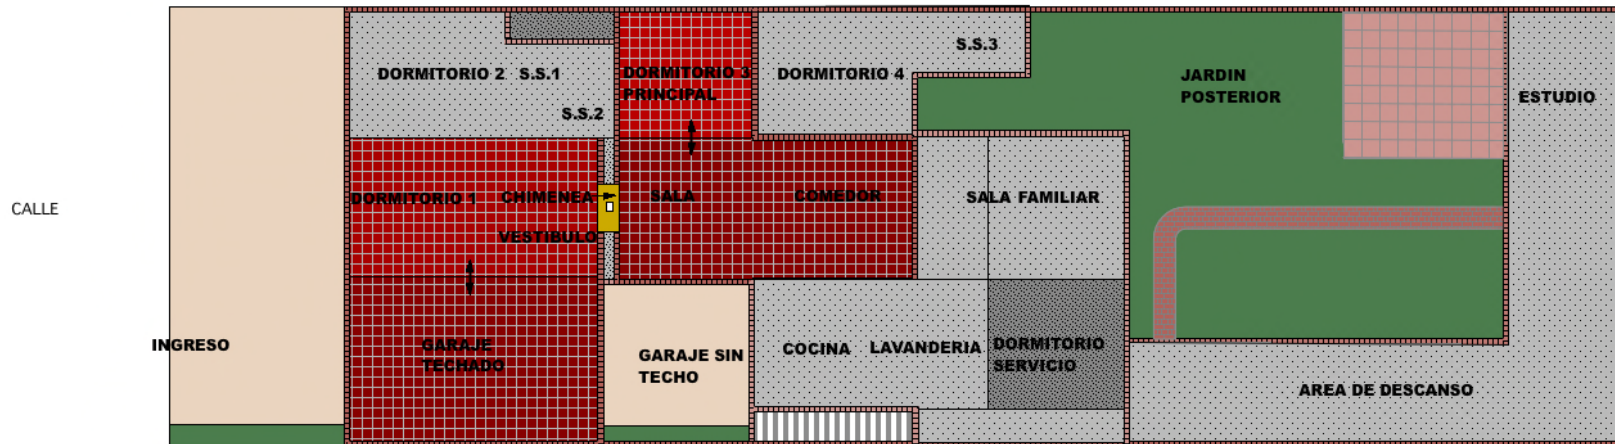 DORMITORIO 2 S.S.1
S.S.2
DORMITORIO 3
PRINCIPAL
DORMITORIO 4
S.S.3
JARDIN
POSTERIOR
ESTUDIO
CALLE
DORMITORIO 1
CHIMENEA
VESTIBULO
SALA
COMEDOR
SALA FAMILIAR
INGRESO
GARAJE
TECHADO
GARAJE SIN
TECHO
COCINA
LAVANDERIA
DORMITORIO
SERVICIO
AREA DE DESCANSO